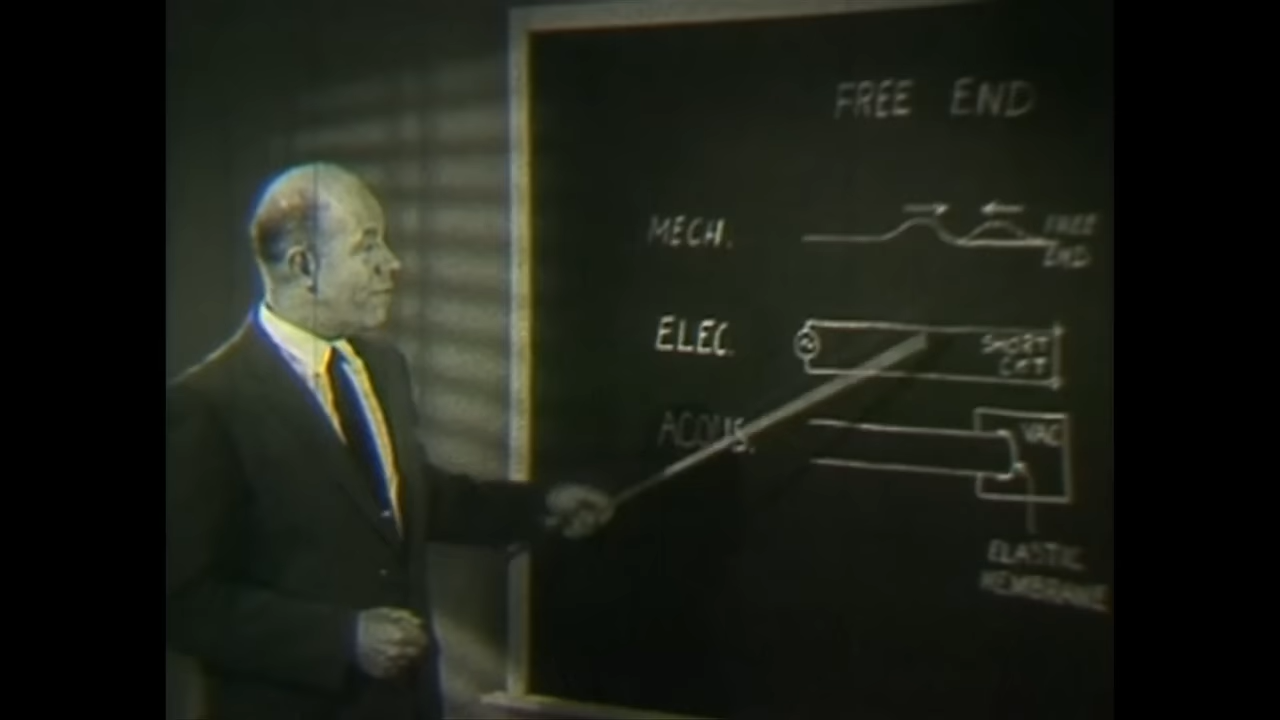 FREE END
MECH.
FREE
END
ELEC.
SHORT
CKT
ACOUS.
VAC
ELASTIC
MEMBRANE